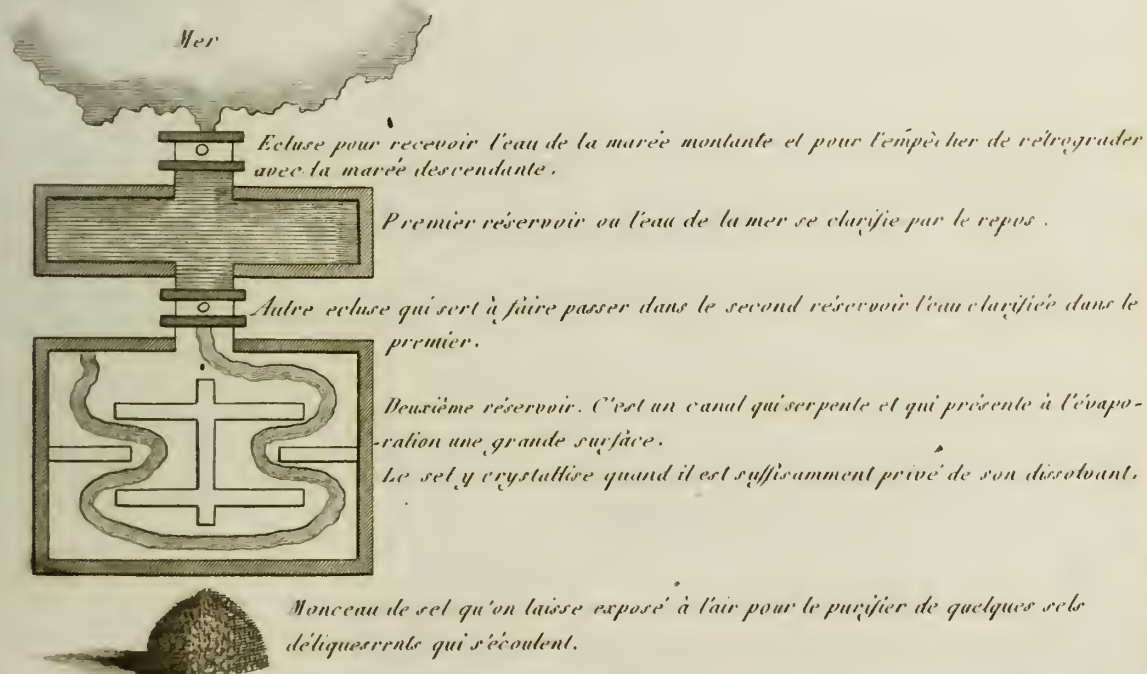 Mer
Ecluse pour recevoir l'eau de la marée montante et pour l'empêcher de rétrograder
avec la marée descendante.
Premier réservoir ou l'eau de la mer se clarifie par le repos.
Autre ecluse qui sert à faire passer dans le second réservoir l'eau clarifiée dans le
premier.
Deuxième réservoir. C'est un canal qui serpente et qui présente à l'évapo-
-ration une grande surface.
Le sel y crystallise quand il est suffisamment privé de son dissolvant.
Monceau de sel qu'on laisse exposé à l'air pour le purifier de quelques sels
déliquesrents qui s'écoulent.